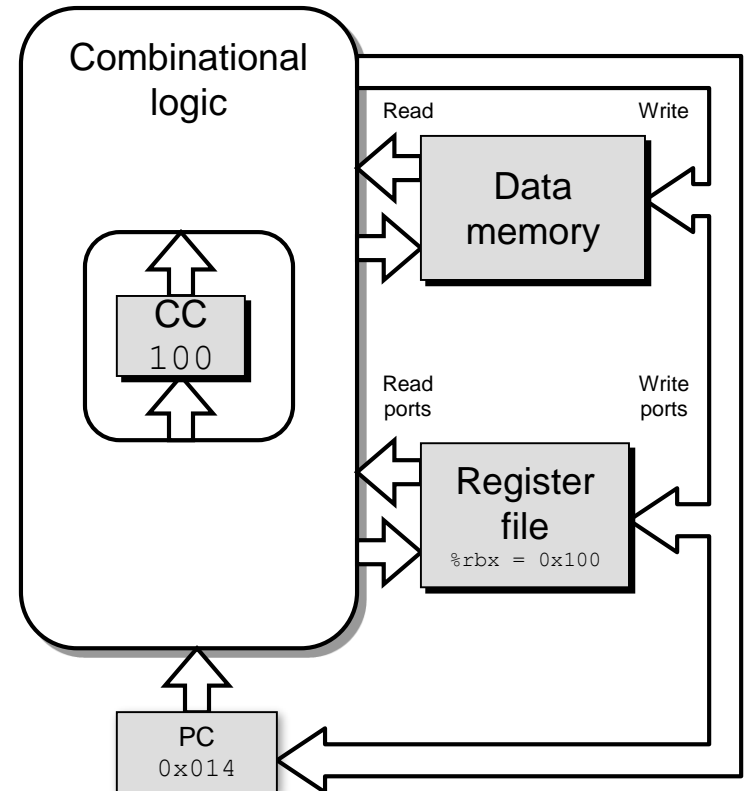 Combinational
logic
Read
Write
Data
memory
CC
100
Read
ports
Write
ports
Register
file
%rbx = 0x100
PC
0x014